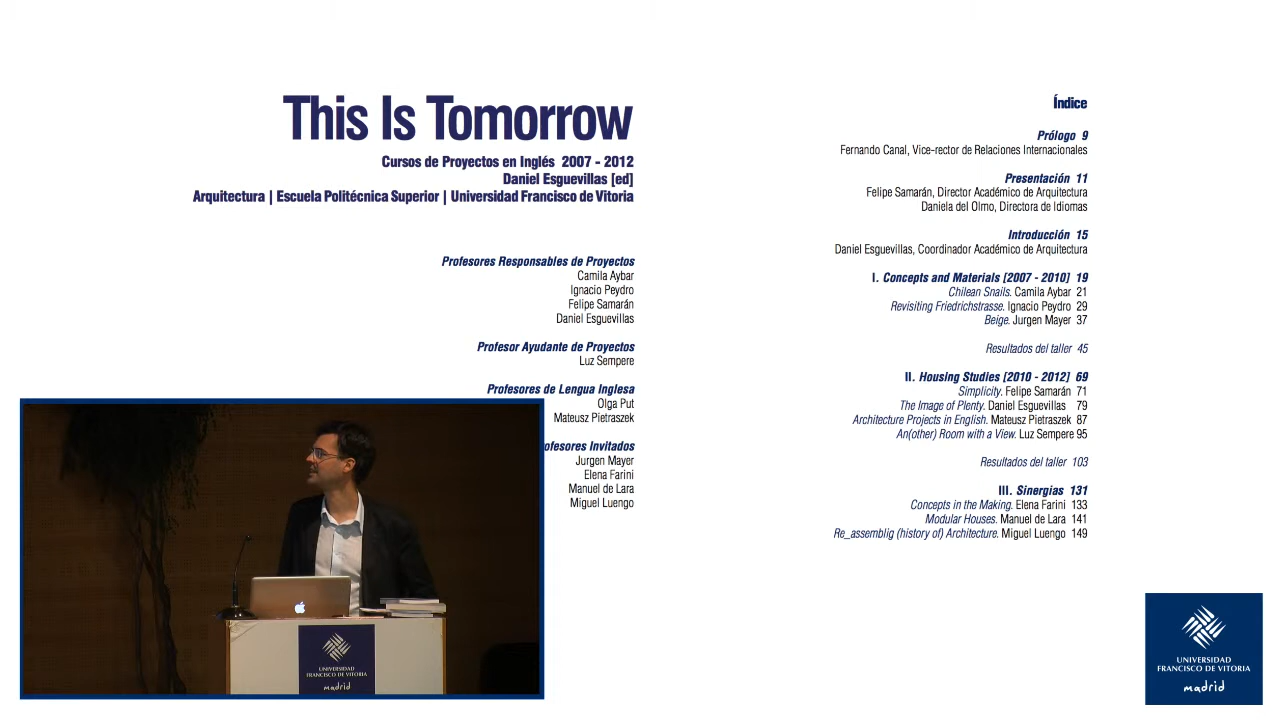 This Is Tomorrow
Cursos de Proyectos en Inglés 2007 - 2012
Daniel Esguevillas [ed]
Arquitectura | Escuela Politécnica Superior | Universidad Francisco de Vitoria
Profesores Responsables de Proyectos
Camila Aybar
Ignacio Peydro
Felipe Samarán
Daniel Esguevillas
Profesor Ayudante de Proyectos
Luz Sempere
Profesores de Lengua Inglesa
Olga Put
Mateusz Pietraszek
ofesores Invitados
Jurgen Mayer
Elena Farini
Manuel de Lara
Miguel Luengo
Índice
Prólogo 9
Fernando Canal, Vice-rector de Relaciones Internacionales
Presentación 11
Felipe Samarán, Director Académico de Arquitectura
Daniela del Olmo, Directora de Idiomas
Introducción 15
Daniel Esguevillas, Coordinador Académico de Arquitectura
I. Concepts and Materials [2007 - 2010] 19
Chilean Snails. Camila Aybar 21
Revisiting Friedrichstrasse. Ignacio Peydro 29
Beige. Jurgen Mayer 37
Resultados del taller 45
II. Housing Studies [2010 - 2012] 69
Simplicity. Felipe Samarán 71
The Image of Plenty. Daniel Esguevillas 79
Architecture Projects in English. Mateusz Pietraszek 87
An(other) Room with a View. Luz Sempere 95
Resultados del taller 103
III. Sinergias 131
Concepts in the Making. Elena Farini 133
Modular Houses. Manuel de Lara 141
Re_assemblig (history of) Architecture. Miguel Luengo 149
UNIVERSIDAD
FRANCISCO DE VITORIA
madrid
UNIVERSIDAD
FRANCISCO DE VITORIA
madrid